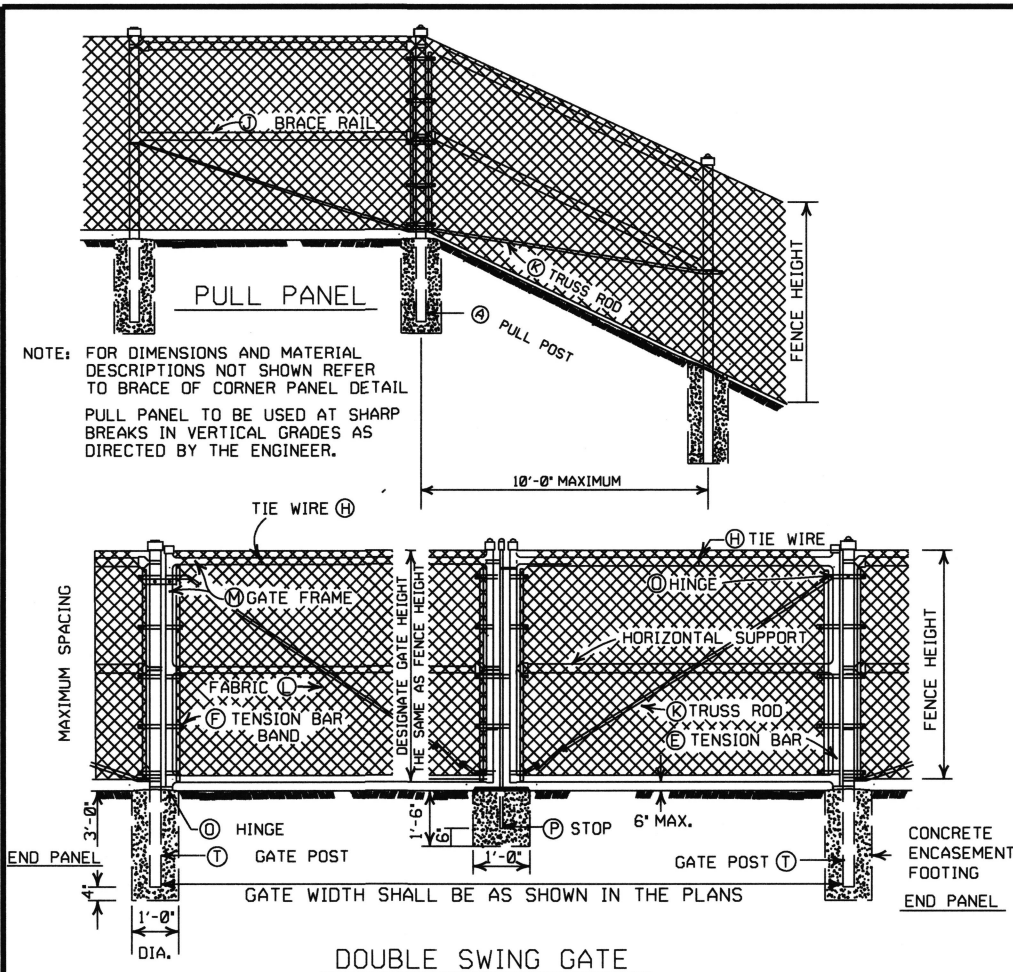 Ⓙ BRACE RAIL
Ⓚ TRUSS ROD
FENCE HEIGHT
PULL PANEL
Ⓐ PULL POST
NOTE: FOR DIMENSIONS AND MATERIAL
DESCRIPTIONS NOT SHOWN REFER
TO BRACE OF CORNER PANEL DETAIL
PULL PANEL TO BE USED AT SHARP
BREAKS IN VERTICAL GRADES AS
DIRECTED BY THE ENGINEER.
10'-0" MAXIMUM
TIE WIRE Ⓗ
Ⓗ TIE WIRE
Ⓞ HINGE
Ⓜ GATE FRAME
MAXIMUM SPACING
DESIGNATE GATE HEIGHT
THE SAME AS FENCE HEIGHT
HORIZONTAL SUPPORT
FENCE HEIGHT
FABRIC Ⓛ
Ⓕ TENSION BAR
BAND
Ⓚ TRUSS ROD
Ⓔ TENSION BAR
3'-0"
Ⓞ HINGE
1'-6"
6"
Ⓟ STOP
6" MAX.
END PANEL
Ⓣ GATE POST
1'-0"
GATE POST Ⓣ
CONCRETE
ENCASEMENT
FOOTING
4"
GATE WIDTH SHALL BE AS SHOWN IN THE PLANS
END PANEL
1'-0"
DIA.
DOUBLE SWING GATE